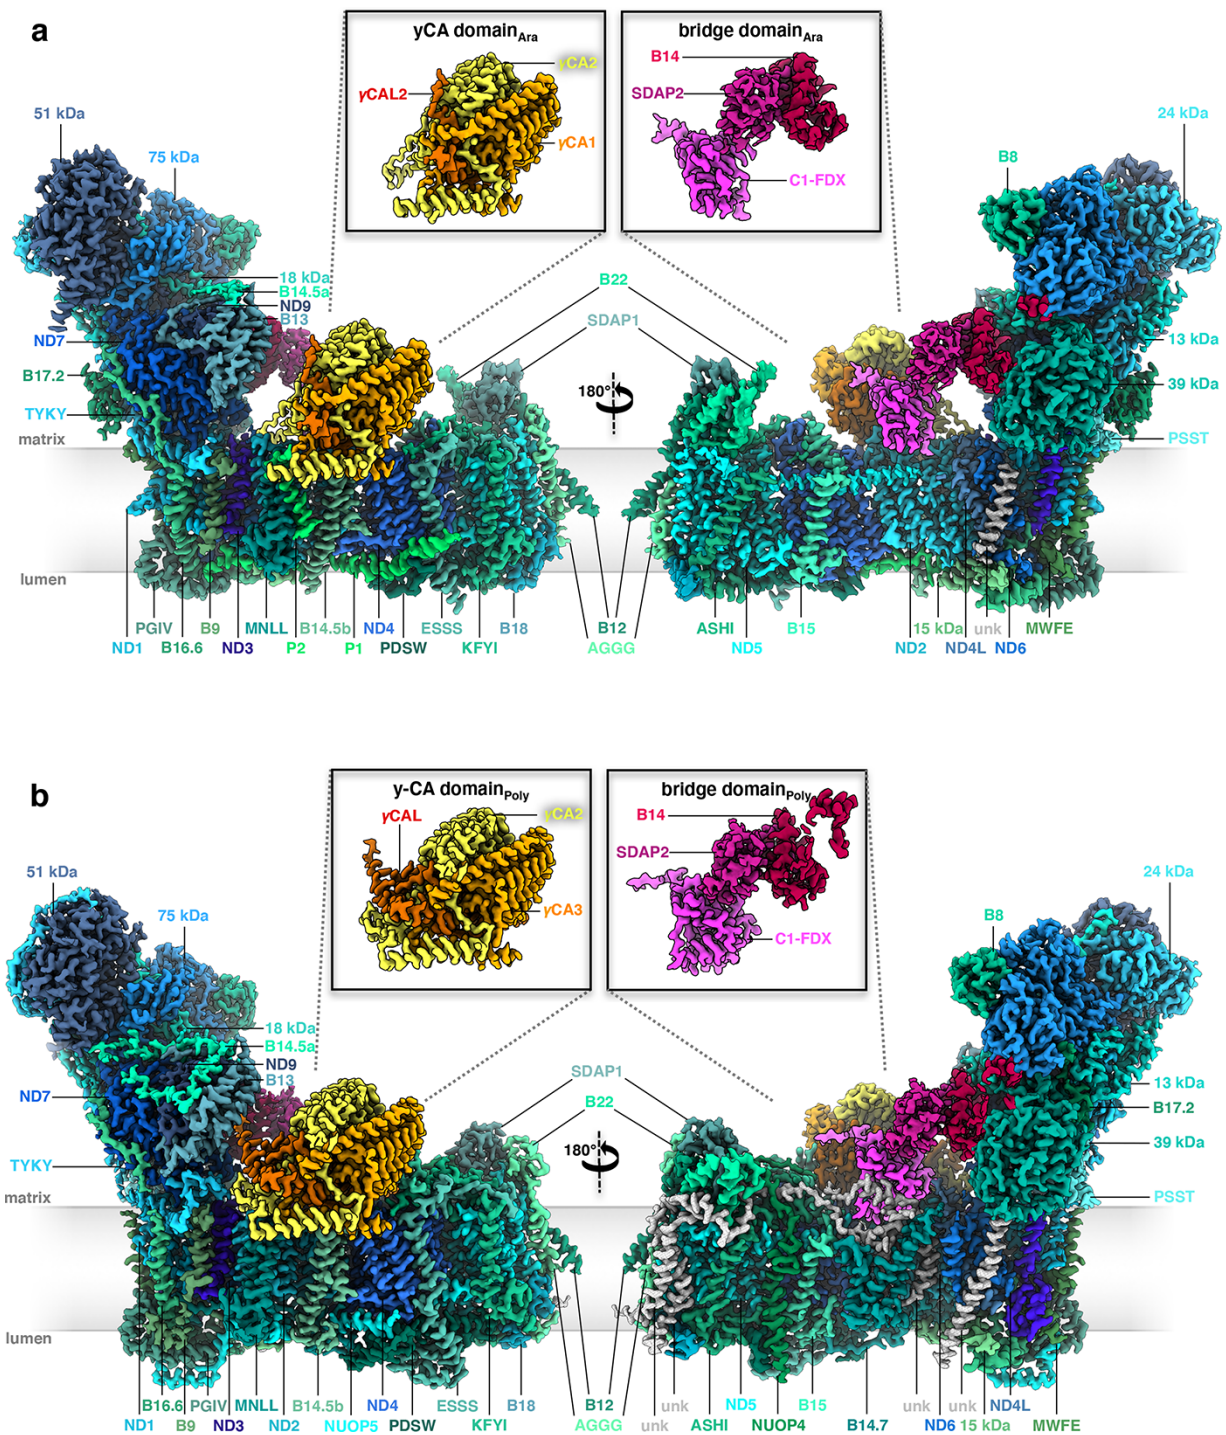 a
yCA domainAra
γCA2
γCAL2
γCA1
bridge domainAra
B14
SDAP2
C1-FDX
51 kDa
75 kDa
24 kDa
B8
18 kDa
B14.5a
ND9
B13
ND7
B17.2
TYKY
matrix
B22
SDAP1
180°
13 kDa
39 kDa
PSST
lumen
PGIV B9 MNLL B14.5b ND4 ESSS B18 B12 ASHI B15 15 kDa unk MWFE
ND1 B16.6 ND3 P2 P1 PDSW KFYI AGGG ND5 ND2 ND4L ND6
b
y-CA domainPoly
γCAL
γCA2
γCA3
bridge domainPoly
B14
SDAP2
C1-FDX
51 kDa
75 kDa
24 kDa
B8
18 kDa
B14.5a
ND9
B13
ND7
TYKY
matrix
SDAP1
B22
180°
13 kDa
B17.2
39 kDa
PSST
lumen
B16.6 PGIV MNLL B14.5b ND4 ESSS B18 B12 unk ND5 B15 unk unk ND4L
ND1 B9 ND3 ND2 NUOP5 PDSW KFYI AGGG unk ASHI NUOP4 B14.7 ND6 15 kDa MWFE